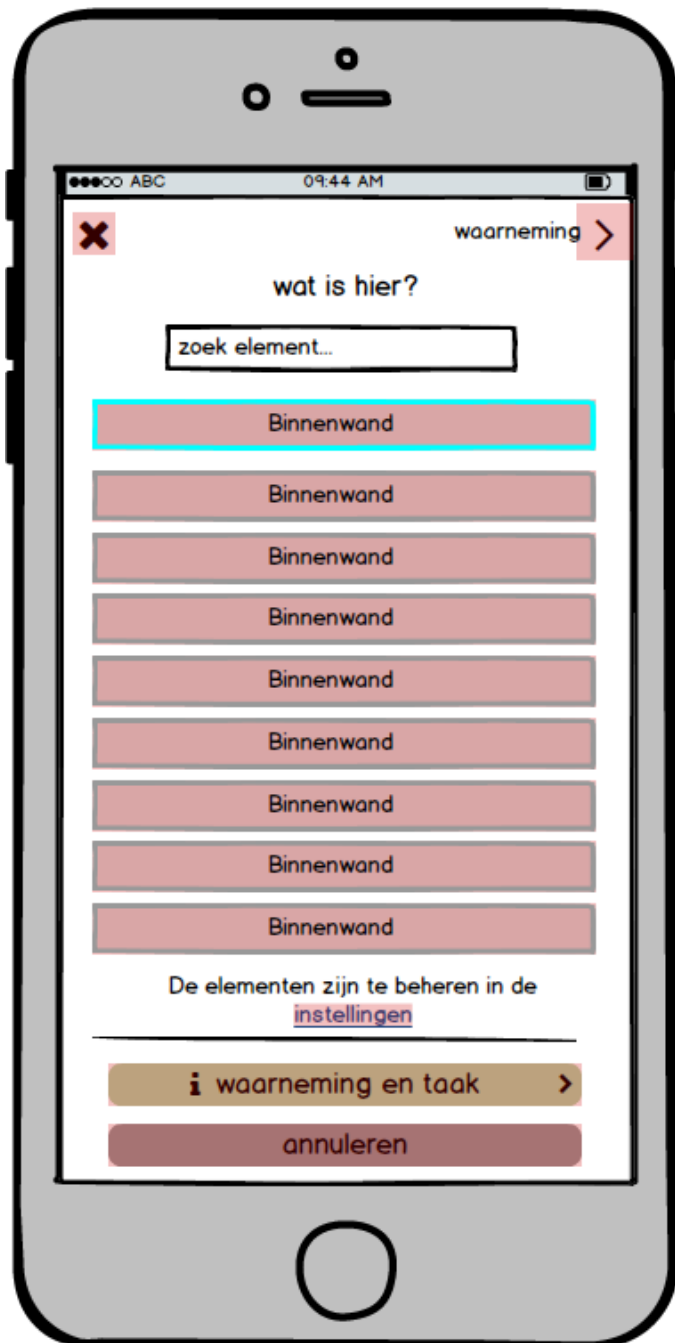 ABC 09:44 AM
waarneming
wat is hier?
zoek element...
Binnenwand
Binnenwand
Binnenwand
Binnenwand
Binnenwand
Binnenwand
Binnenwand
Binnenwand
Binnenwand
De elementen zijn te beheren in de
instellingen
i waarneming en taak
annuleren